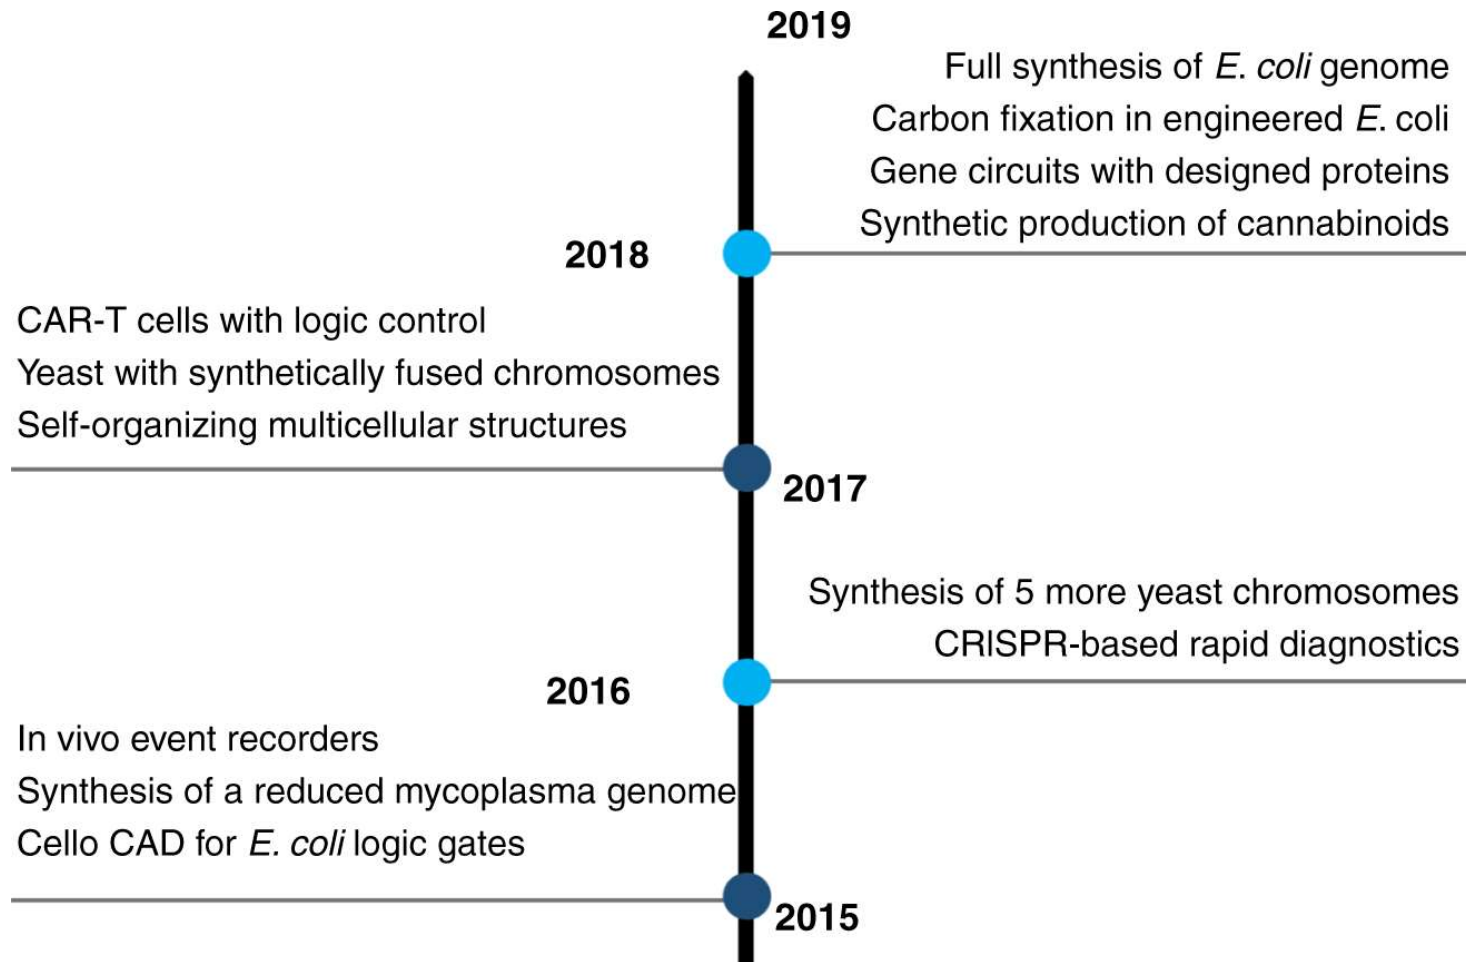 2019
Full synthesis of E. coli genome
Carbon fixation in engineered E. coli
Gene circuits with designed proteins
Synthetic production of cannabinoids
2018
CAR-T cells with logic control
Yeast with synthetically fused chromosomes
Self-organizing multicellular structures
2017
Synthesis of 5 more yeast chromosomes
CRISPR-based rapid diagnostics
2016
In vivo event recorders
Synthesis of a reduced mycoplasma genome
Cello CAD for E. coli logic gates
2015